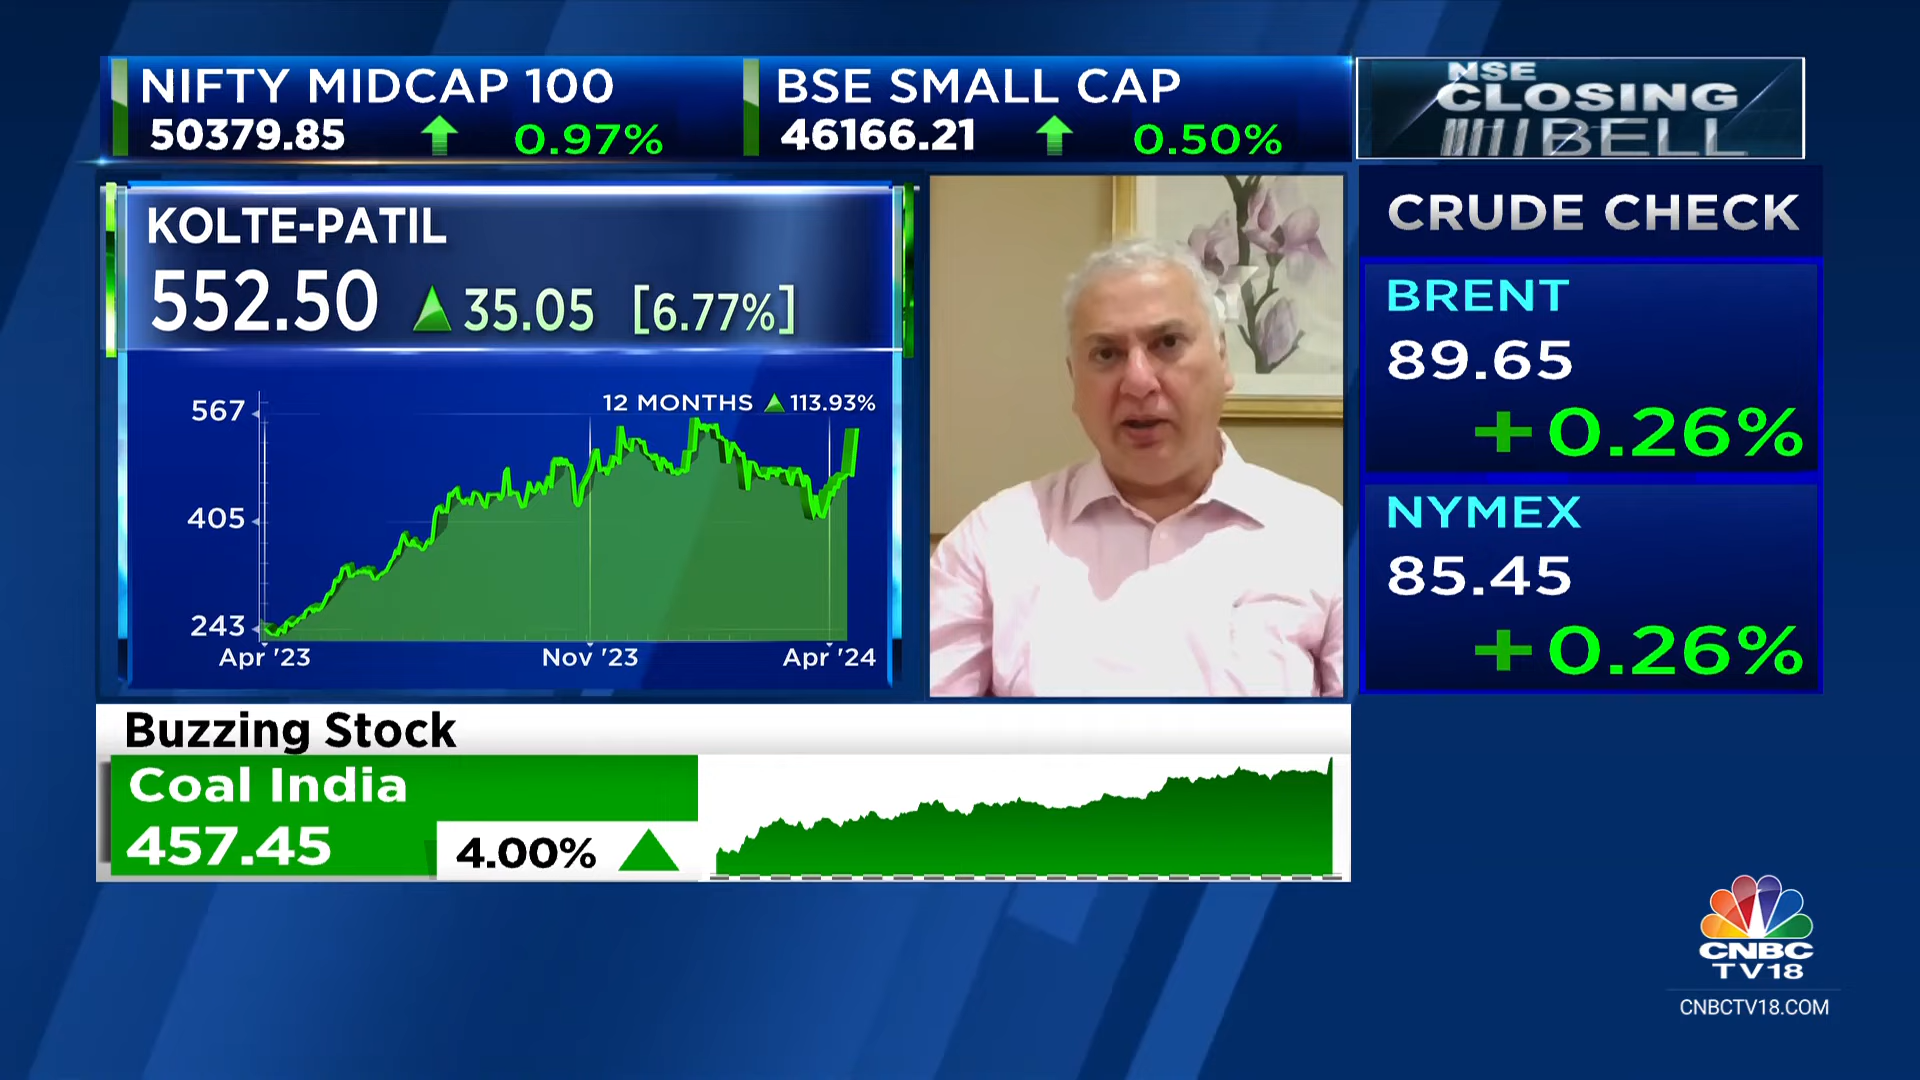 NIFTY MIDCAP 100
50379.85 0.97%
BSE SMALL CAP
46166.21 0.50%
NSE
CLOSING
BELL
KOLTE-PATIL
552.50 35.05 [6.77%]
12 MONTHS 113.93%
567
405
243
Apr '23 Nov '23 Apr '24
CRUDE CHECK
BRENT
89.65
+0.26%
NYMEX
85.45
+0.26%
Buzzing Stock
Coal India
457.45 4.00%
CNBC
TV18
CNBCTV18.COM